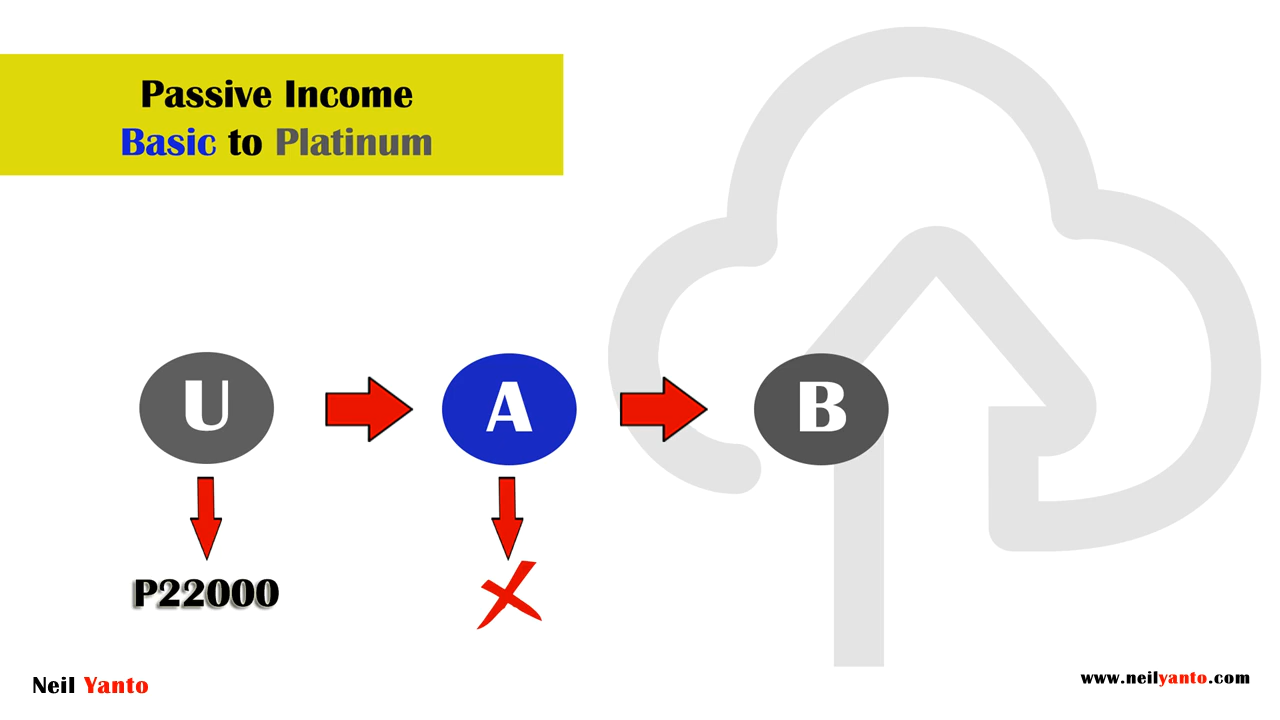 Passive Income
Basic to Platinum
U
A
B
P22000
Neil Yanto
www.neilyanto.com